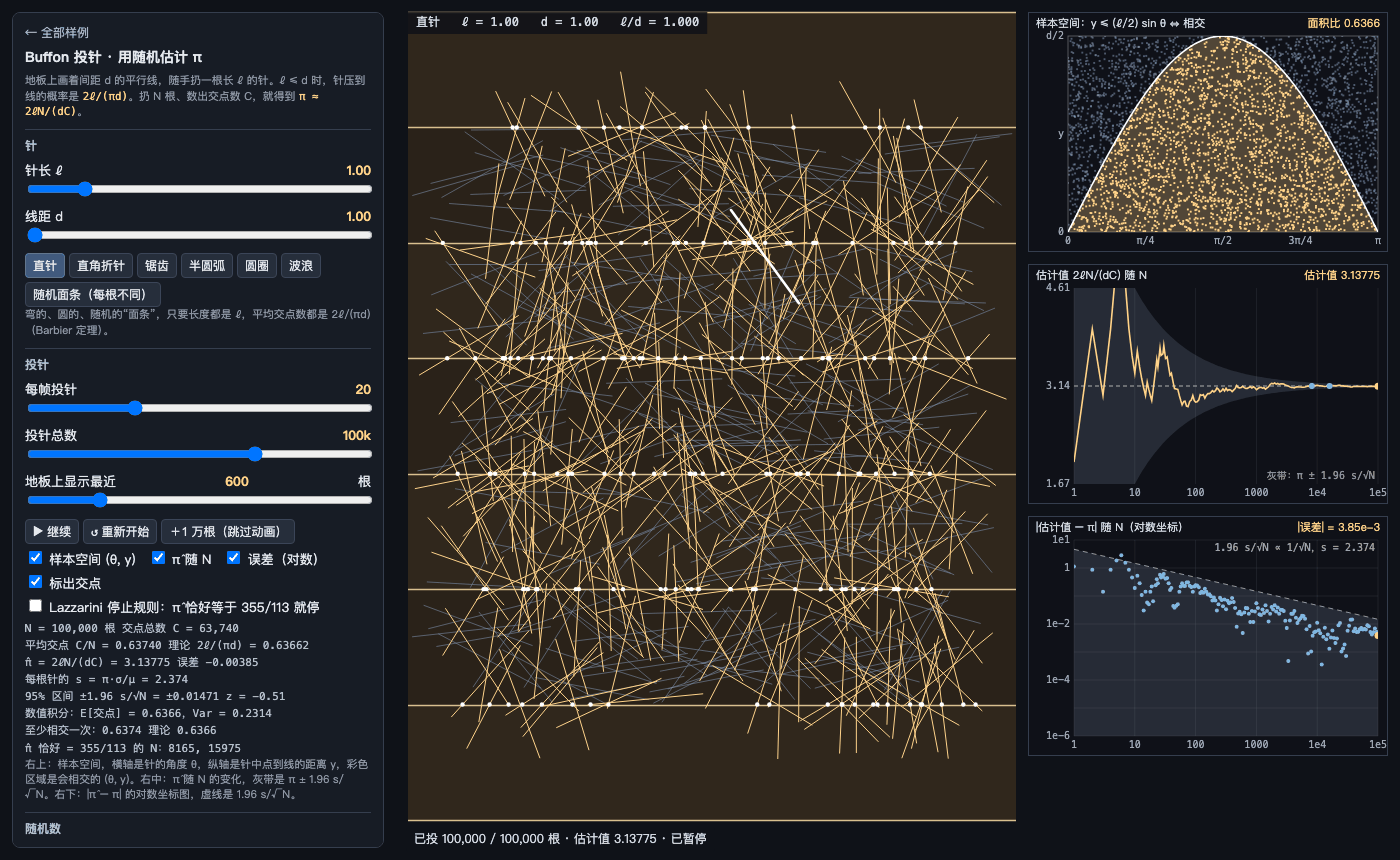 ← 全部样例
Buffon 投针 · 用随机估计 π
地板上画着间距 d 的平行线，随手扔一根长 ℓ 的针。ℓ ≤ d 时，针压到
线的概率是 2ℓ/(πd)。扔 N 根、数出交点数 C，就得到 π ≈
2ℓN/(dC)。
针
针长 ℓ 1.00
线距 d 1.00
直针 直角折针 锯齿 半圆弧 圆圈 波浪
随机面条（每根不同）
弯的、圆的、随机的“面条”，只要长度都是 ℓ，平均交点数都是 2ℓ/(πd)
（Barbier 定理）。
投针
每帧投针 20
投针总数 100k
地板上显示最近 600 根
▶ 继续 ↺ 重新开始 ＋1 万根（跳过动画）
样本空间 (θ, y) π̂ 随 N 误差（对数）
标出交点
Lazzarini 停止规则：π̂ 恰好等于 355/113 就停
N = 100,000 根 交点总数 C = 63,740
平均交点 C/N = 0.63740 理论 2ℓ/(πd) = 0.63662
π̂ = 2ℓN/(dC) = 3.13775 误差 -0.00385
每根针的 s = π·σ/μ = 2.374
95% 区间 ±1.96 s/√N = ±0.01471 z = -0.51
数值积分：E[交点] = 0.6366, Var = 0.2314
至少相交一次：0.6374 理论 0.6366
π̂ 恰好 = 355/113 的 N：8165, 15975
右上：样本空间，横轴是针的角度 θ，纵轴是针中点到线的距离 y，彩色
区域是会相交的 (θ, y)。右中：π̂ 随 N 的变化，灰带是 π ± 1.96 s/
√N。右下：|π̂ − π| 的对数坐标图，虚线是 1.96 s/√N。
随机数
直针 ℓ = 1.00 d = 1.00 ℓ/d = 1.000
已投 100,000 / 100,000 根 · 估计值 3.13775 · 已暂停
样本空间：y ≤ (ℓ/2) sin θ ⇔ 相交 面积比 0.6366
d/2
y
0
0 π/4 π/2 3π/4 π
估计值 2ℓN/(dC) 随 N 估计值 3.13775
4.61
3.14
灰带：π ± 1.96 s/√N
1.67
1 10 100 1000 1e+4 1e5
|估计值 − π| 随 N（对数坐标） |误差| = 3.85e−3
1e1
1.96 s/√N ∝ 1/√N, s = 2.374
1
1e−2
1e−4
1e−6
1 10 100 1000 1e+4 1e5